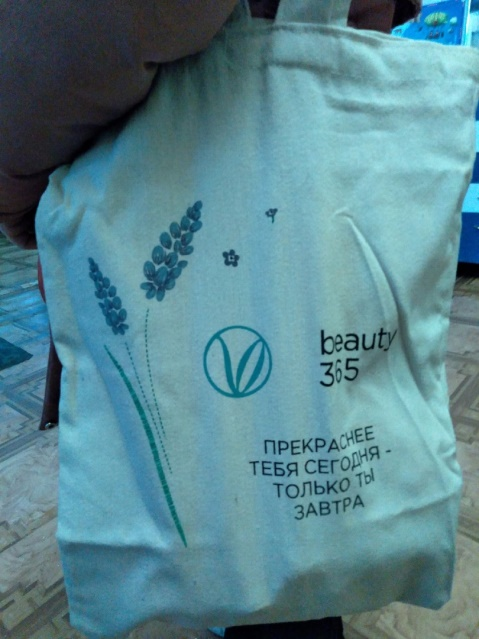 beauty
365
ПРЕКРАСНЕЕ
ТЕБЯ СЕГОДНЯ -
ТОЛЬКО ТЫ
ЗАВТРА